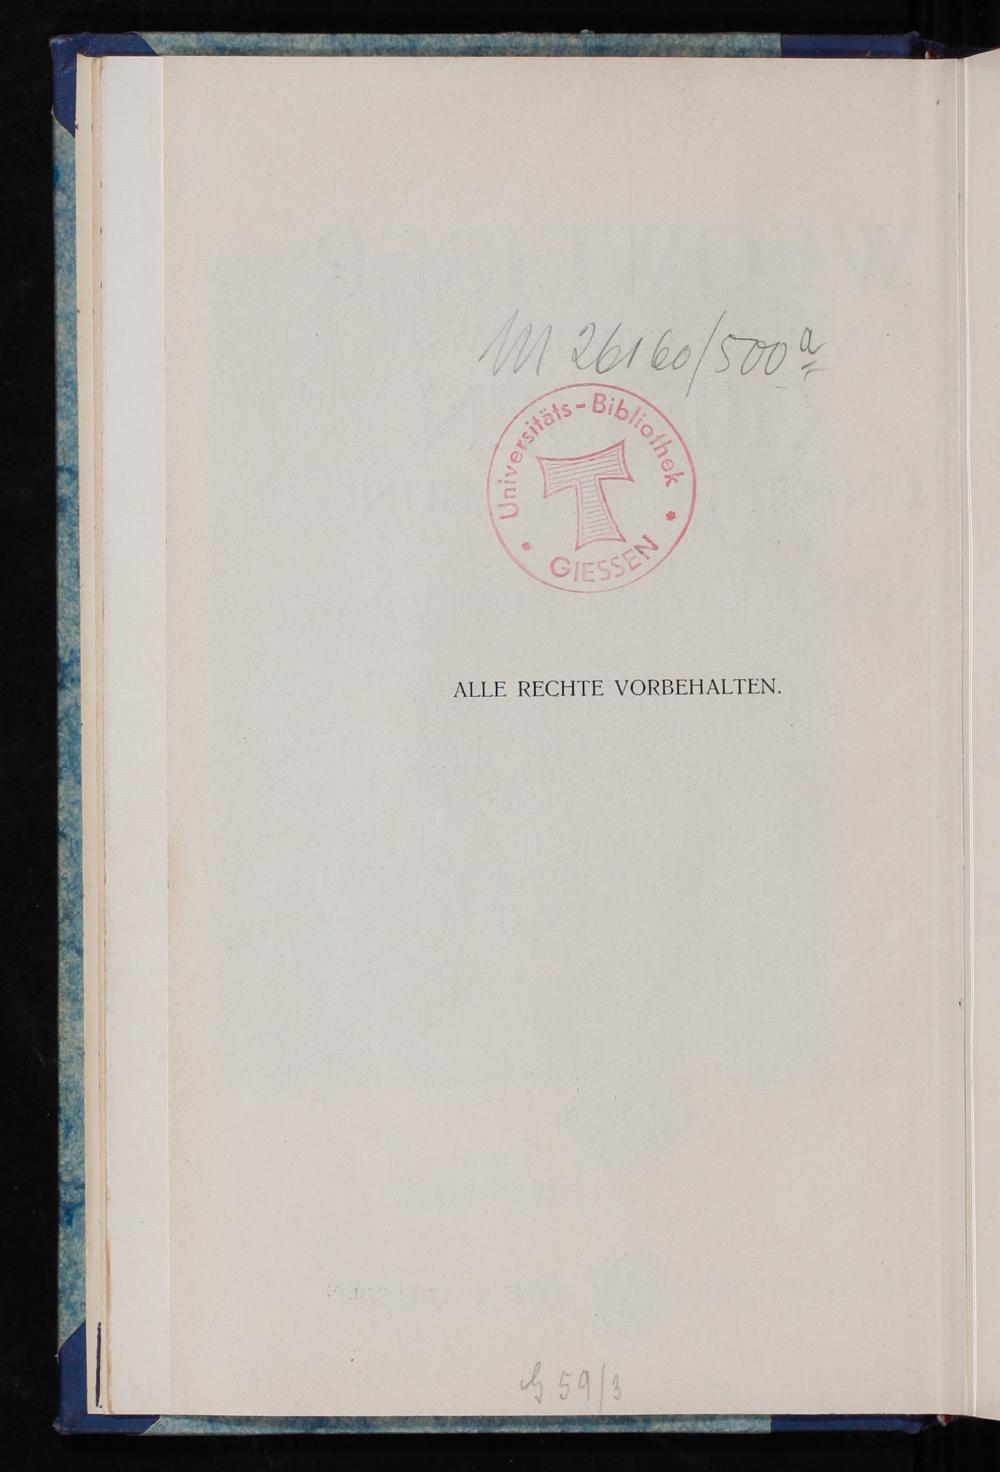 M 26160/500 a
Universitäts-Bibliothek
GIESSEN
ALLE RECHTE VORBEHALTEN.
G 59/3